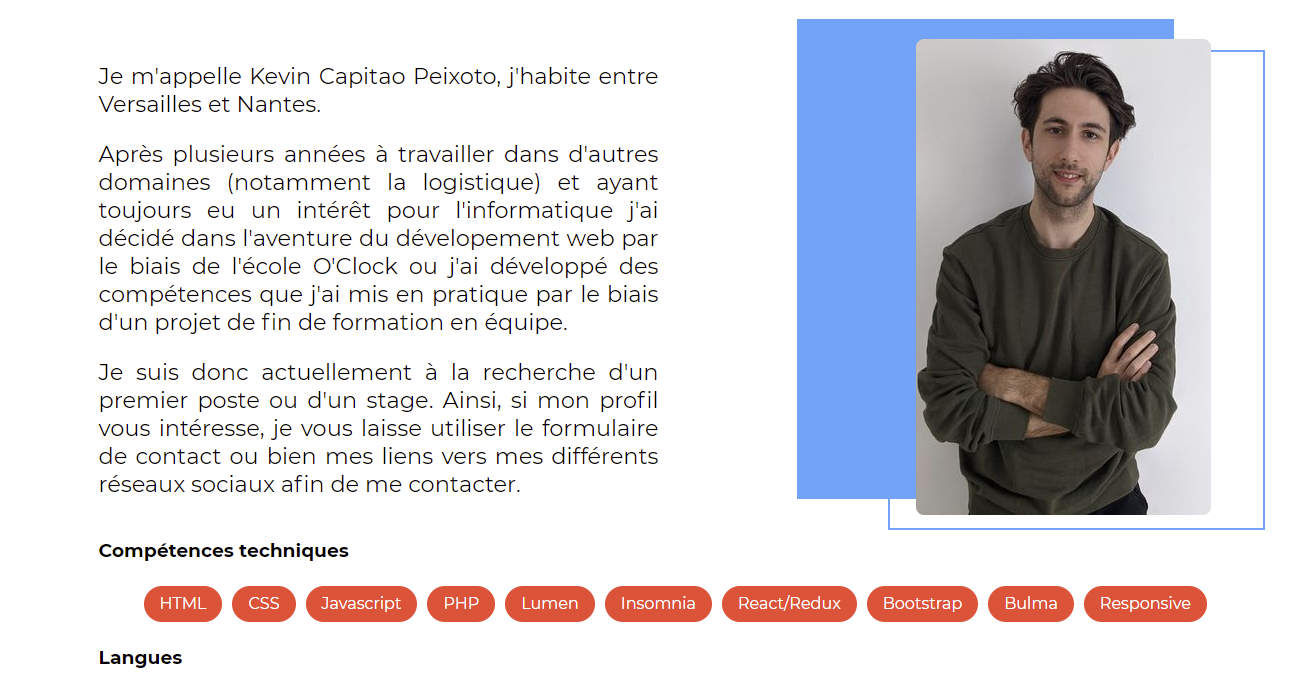 Je m'appelle Kevin Capitao Peixoto, j'habite entre
Versailles et Nantes.
Après plusieurs années à travailler dans d'autres
domaines (notamment la logistique) et ayant
toujours eu un intérêt pour l'informatique j'ai
décidé dans l'aventure du dévelopement web par
le biais de l'école O'Clock ou j'ai développé des
compétences que j'ai mis en pratique par le biais
d'un projet de fin de formation en équipe.
Je suis donc actuellement à la recherche d'un
premier poste ou d'un stage. Ainsi, si mon profil
vous intéresse, je vous laisse utiliser le formulaire
de contact ou bien mes liens vers mes différents
réseaux sociaux afin de me contacter.
Compétences techniques
HTML CSS Javascript PHP Lumen Insomnia React/Redux Bootstrap Bulma Responsive
Langues